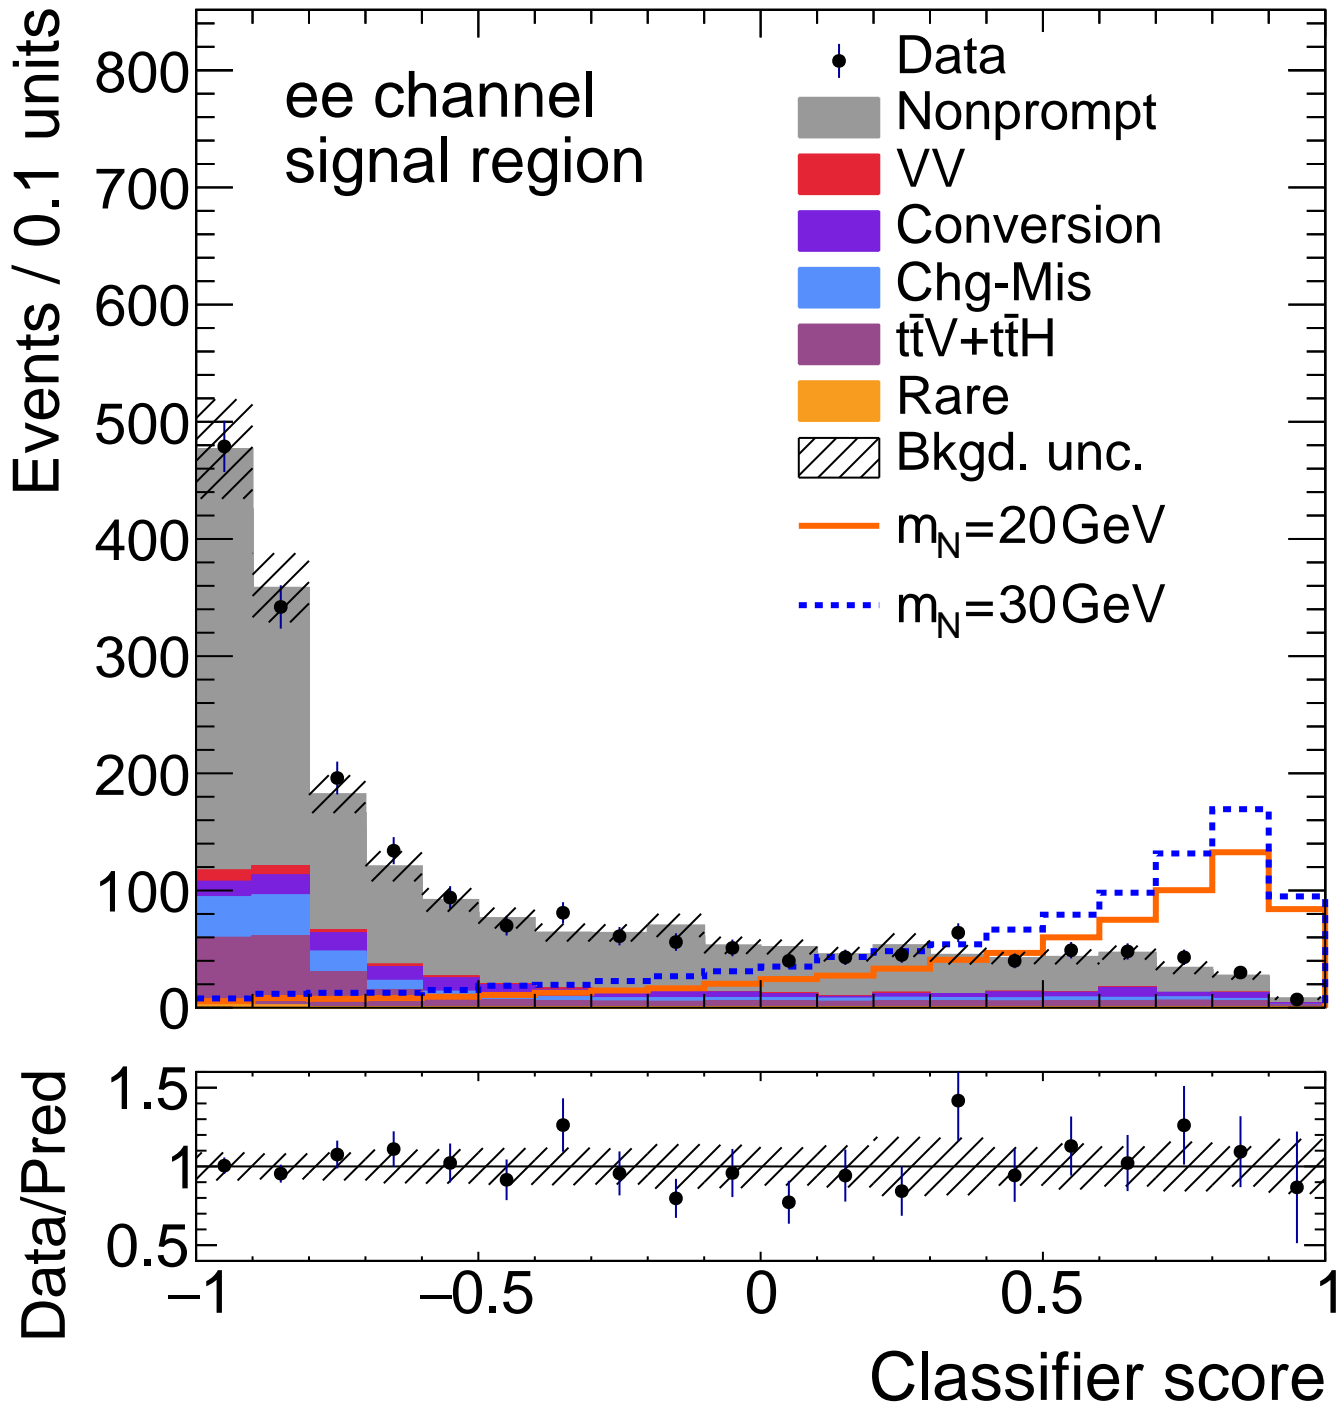 Events / 0.1 units
800
700
600
500
400
300
200
100
0
ee channel
signal region
Data
Nonprompt
VV
Conversion
Chg-Mis
tt̄V+tt̄H
Rare
Bkgd. unc.
m_N=20GeV
m_N=30GeV
Data/Pred
1.5
1
0.5
−1
−0.5
0
0.5
1
Classifier score